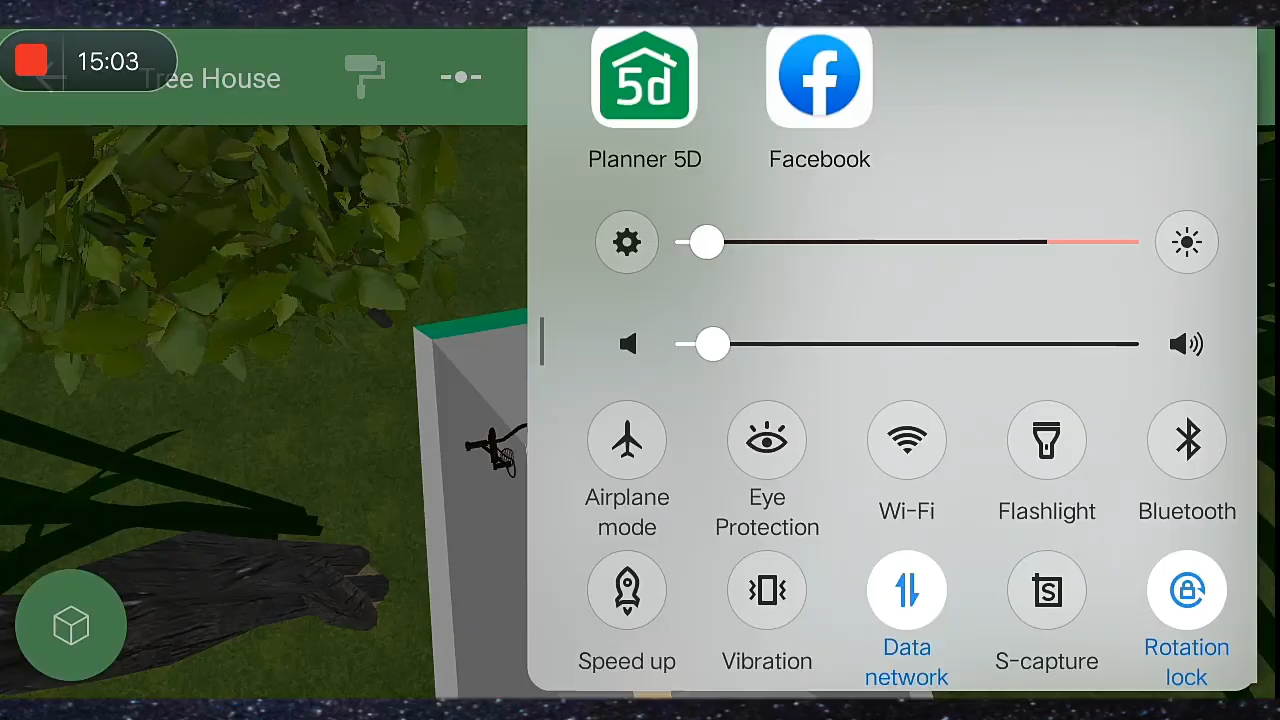 15:03
Tree House
5d
Planner 5D
Facebook
Airplane
mode
Eye
Protection
Wi-Fi
Flashlight
Bluetooth
Speed up
Vibration
Data
network
S-capture
Rotation
lock